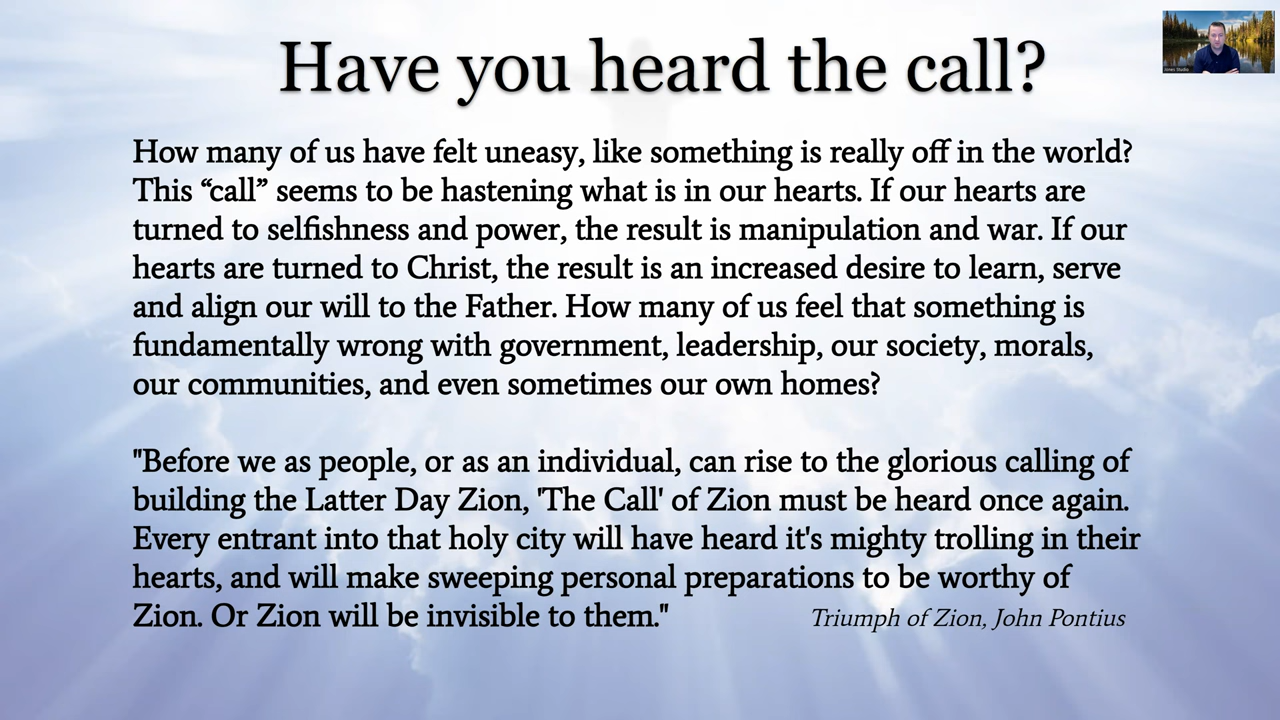 Have you heard the call?
How many of us have felt uneasy, like something is really off in the world?
This “call” seems to be hastening what is in our hearts. If our hearts are
turned to selfishness and power, the result is manipulation and war. If our
hearts are turned to Christ, the result is an increased desire to learn, serve
and align our will to the Father. How many of us feel that something is
fundamentally wrong with government, leadership, our society, morals,
our communities, and even sometimes our own homes?
"Before we as people, or as an individual, can rise to the glorious calling of
building the Latter Day Zion, 'The Call' of Zion must be heard once again.
Every entrant into that holy city will have heard it's mighty trolling in their
hearts, and will make sweeping personal preparations to be worthy of
Zion. Or Zion will be invisible to them."
Triumph of Zion, John Pontius
Jones Studio